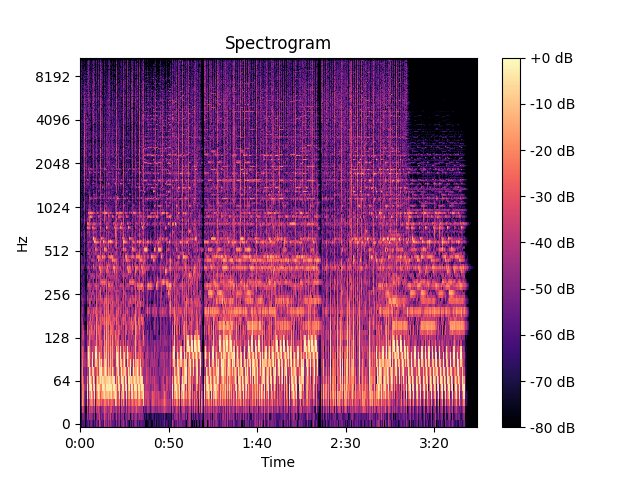 Spectrogram
8192
4096
2048
1024
512
256
128
64
0
Hz
0:00
0:50
1:40
2:30
3:20
Time
+0 dB
-10 dB
-20 dB
-30 dB
-40 dB
-50 dB
-60 dB
-70 dB
-80 dB